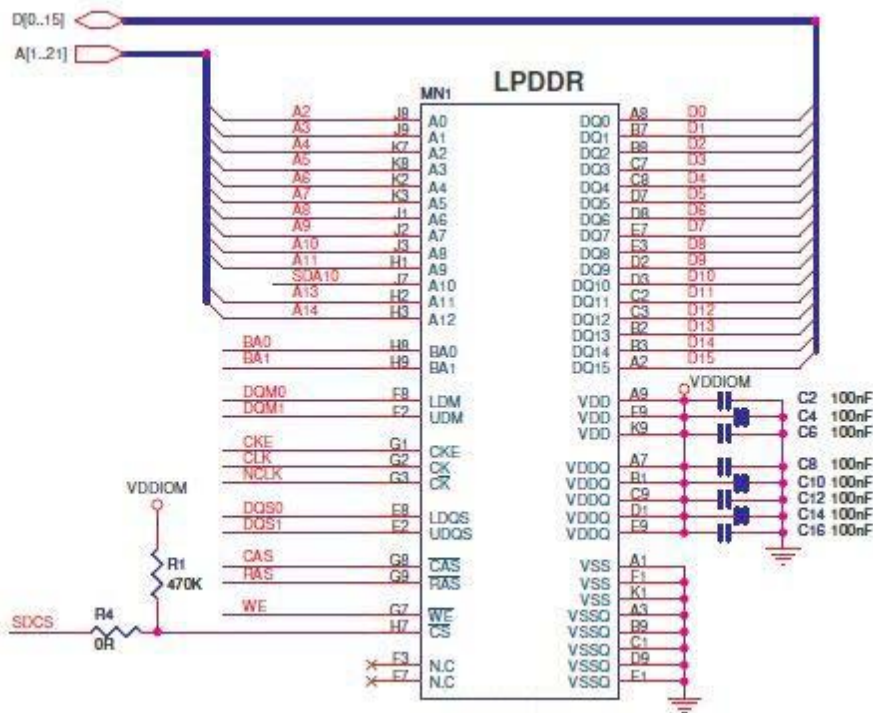 D[0..15]
A[1..21]
LPDDR
MN1
A2 J8 A0 DQ0 A8 D0
A3 J9 A1 DQ1 B7 D1
A4 K7 A2 DQ2 B8 D2
A5 K8 A3 DQ3 C7 D3
A6 K2 A4 DQ4 C8 D4
A7 K3 A5 DQ5 D7 D5
A8 J1 A6 DQ6 D8 D6
A9 J2 A7 DQ7 E7 D7
A10 J3 A8 DQ8 E3 D8
A11 H1 A9 DQ9 D2 D9
SDA10 J7 A10 DQ10 D3 D10
A13 H2 A11 DQ11 C2 D11
A14 H3 A12 DQ12 C3 D12
DQ13 B2 D13
BA0 H8 BA0 DQ14 B3 D14
BA1 H9 BA1 DQ15 A2 D15
VDDIOM
DQM0 F8 LDM VDD A9 C2 100nF
DQM1 F2 UDM VDD F9 C4 100nF
VDD K9 C6 100nF
CKE G1 CKE
CLK G2 CK VDDQ A7 C8 100nF
NCLK G3 CK VDDQ B1 C10 100nF
VDDIOM
VDDQ C9 C12 100nF
DQS0 E8 LDQS VDDQ D1 C14 100nF
DQS1 E2 UDQS VDDQ E9 C16 100nF
CAS G8 CAS VSS A1
RAS G9 RAS VSS F1
R1
470K
VSS K1
WE G7 WE VSSQ A3
SDCS R4 H7 CS VSSQ B9
0R
VSSQ C1
F3 N.C VSSQ D9
F7 N.C VSSQ E1